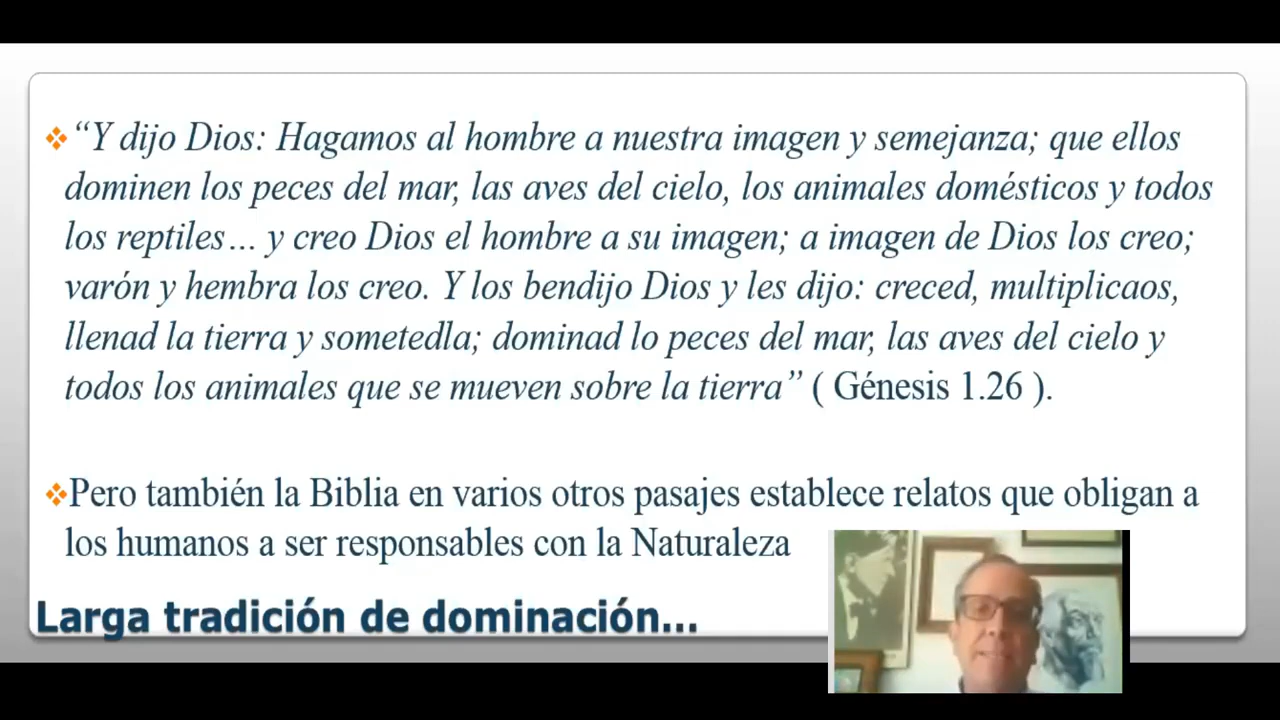 “Y dijo Dios: Hagamos al hombre a nuestra imagen y semejanza; que ellos
dominen los peces del mar, las aves del cielo, los animales domésticos y todos
los reptiles… y creo Dios el hombre a su imagen; a imagen de Dios los creo;
varón y hembra los creo. Y los bendijo Dios y les dijo: creced, multiplicaos,
llenad la tierra y sometedla; dominad lo peces del mar, las aves del cielo y
todos los animales que se mueven sobre la tierra” ( Génesis 1.26 ).
Pero también la Biblia en varios otros pasajes establece relatos que obligan a
los humanos a ser responsables con la Naturaleza
Larga tradición de dominación…